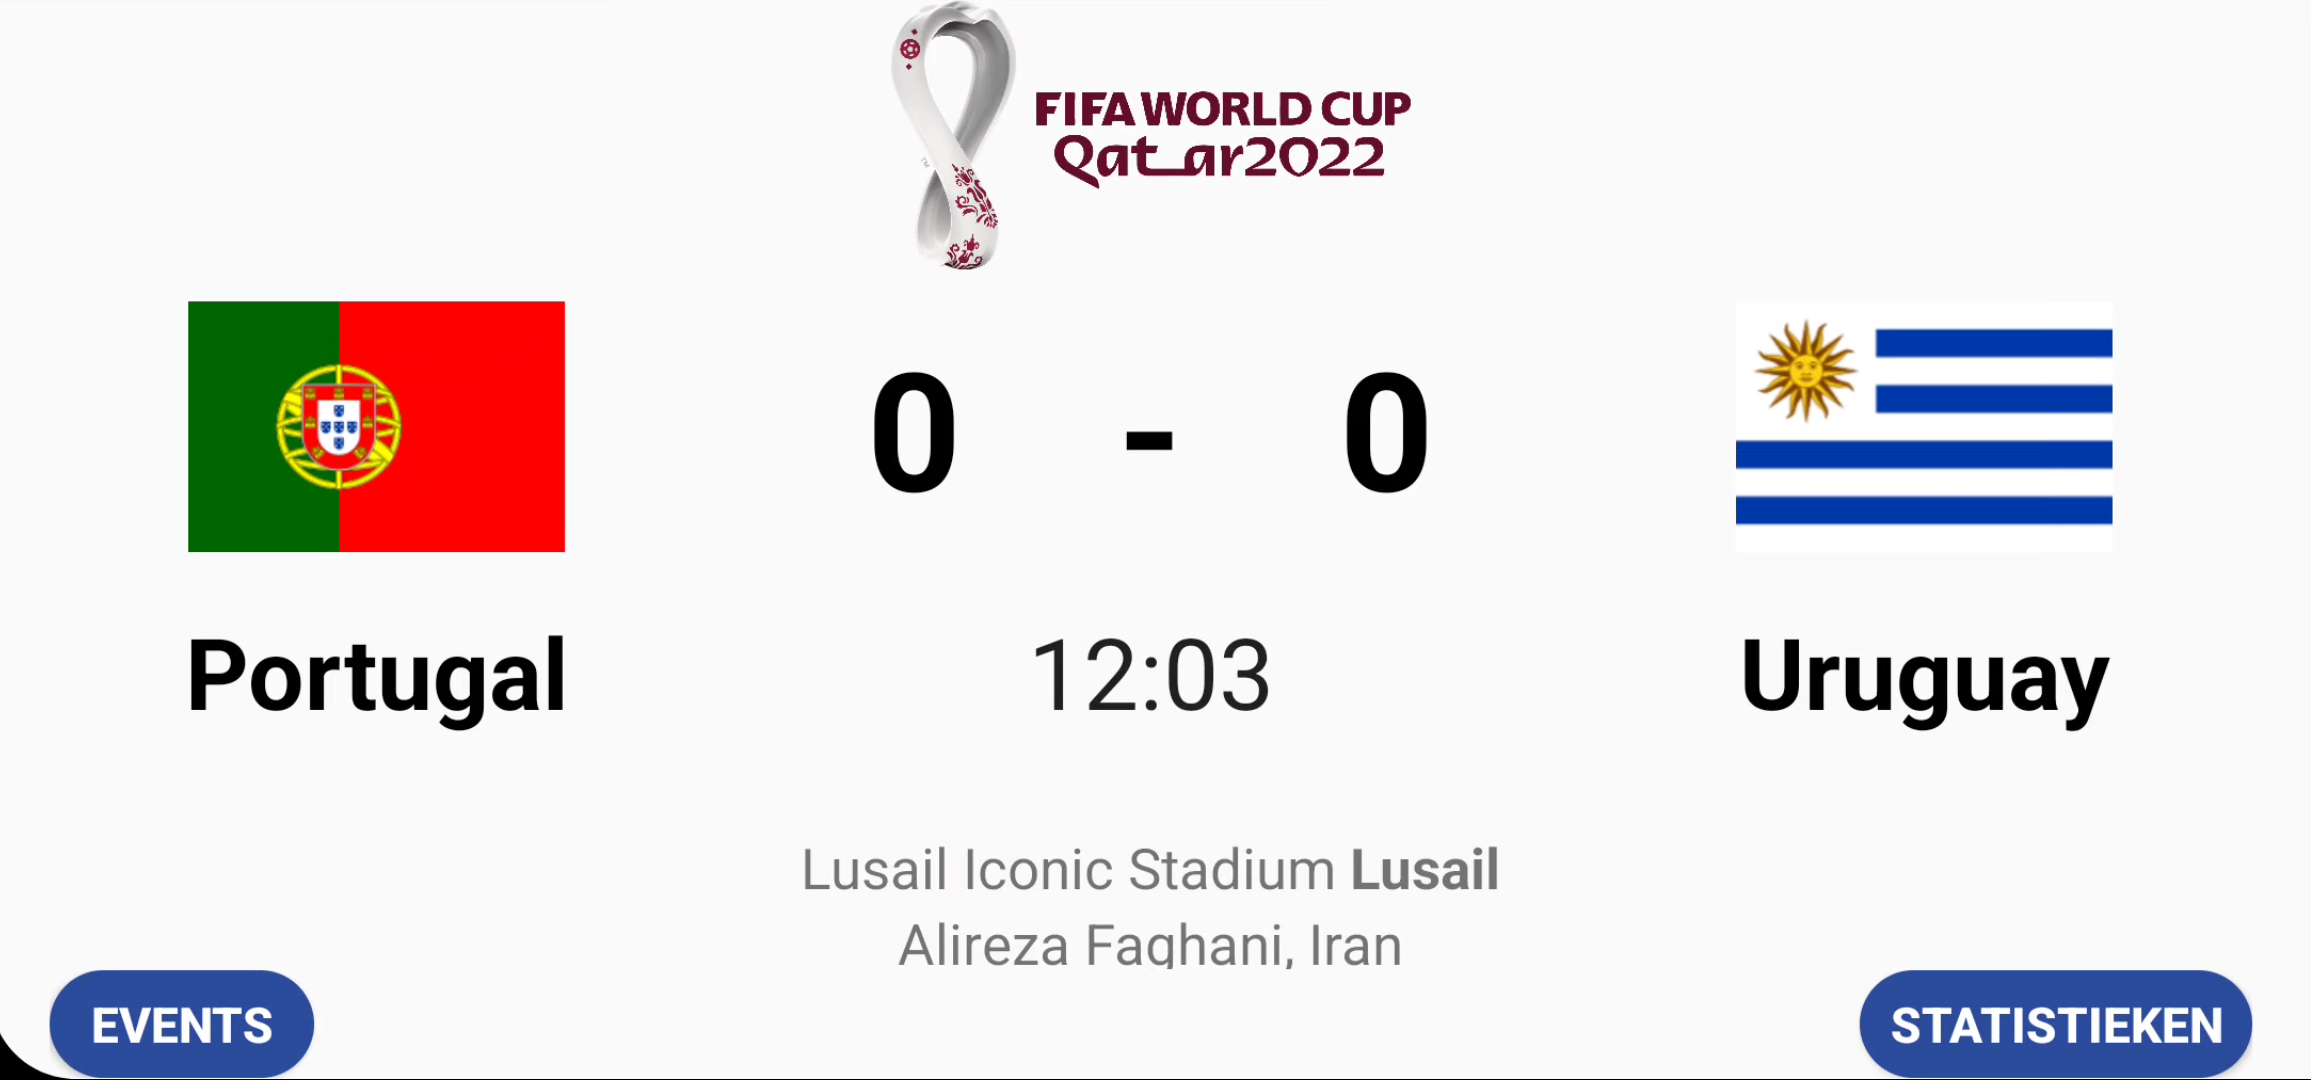 FIFA WORLD CUP
Qatar2022
0 - 0
Portugal
12:03
Uruguay
Lusail Iconic Stadium Lusail
Alireza Faghani, Iran
EVENTS
STATISTIEKEN